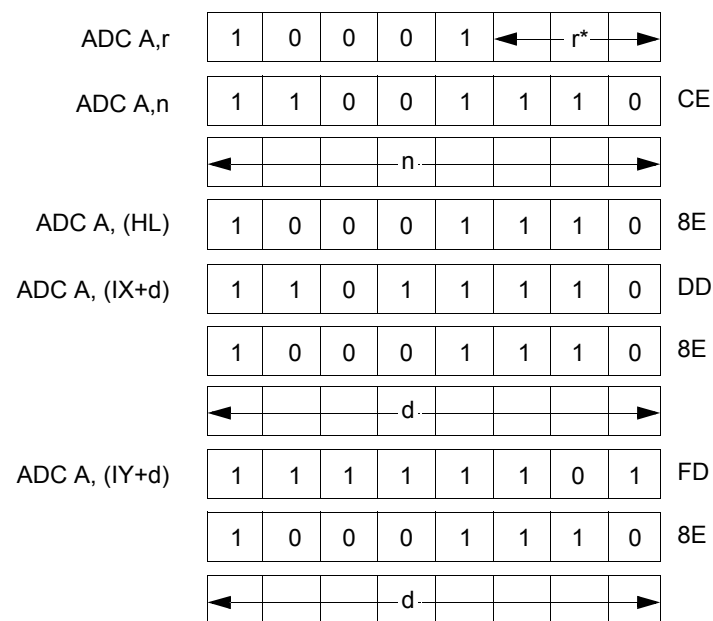 ADC A,r 1 0 0 0 1 r*
ADC A,n 1 1 0 0 1 1 1 0 CE
n
ADC A, (HL) 1 0 0 0 1 1 1 0 8E
ADC A, (IX+d) 1 1 0 1 1 1 1 0 DD
1 0 0 0 1 1 1 0 8E
d
ADC A, (IY+d) 1 1 1 1 1 1 0 1 FD
1 0 0 0 1 1 1 0 8E
d